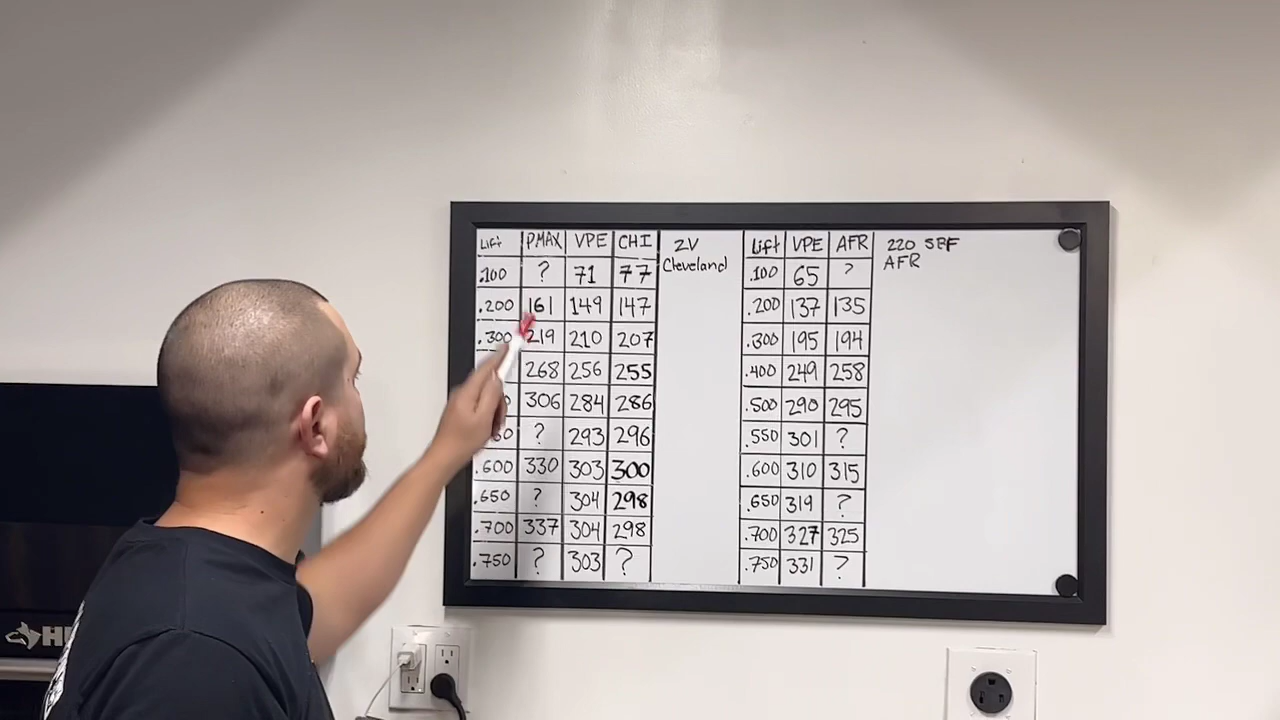 Lift PMAX VPE CHI
.100 ? 71 77
.200 161 149 147
.300 219 210 207
268 256 255
306 284 286
? 293 296
.600 330 303 300
.650 ? 304 298
.700 337 304 298
.750 ? 303 ?
2V
Cleveland
Lift VPE AFR
.100 65 ?
.200 137 135
.300 195 194
.400 249 258
.500 290 295
.550 301 ?
.600 310 315
.650 319 ?
.700 327 325
.750 331 ?
220 SBF
AFR